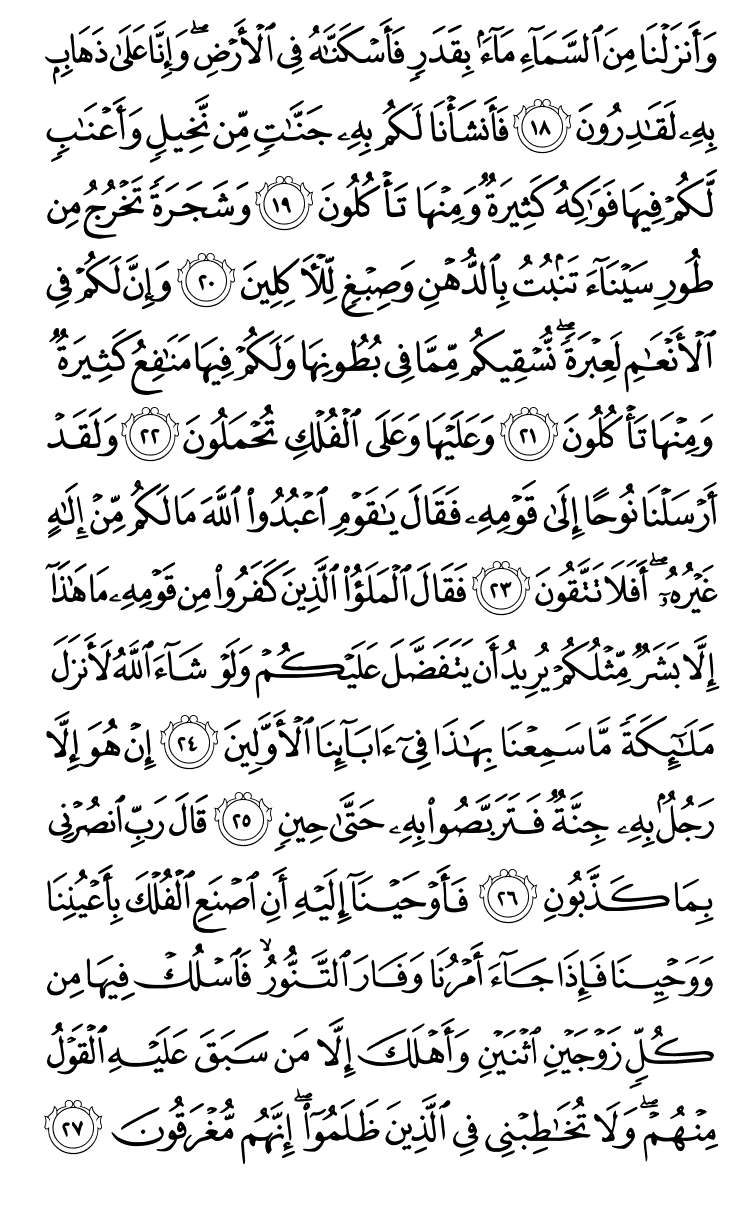 وَأَنزَلْنَا مِنَ ٱلسَّمَآءِ مَآءَۢ بِقَدَرٍ فَأَسْكَنَّٰهُ فِى ٱلْأَرْضِ ۖ وَإِنَّا عَلَىٰ ذَهَابٍۭ
بِهِۦ لَقَٰدِرُونَ ١٨ فَأَنشَأْنَا لَكُم بِهِۦ جَنَّٰتٍ مِّن نَّخِيلٍ وَأَعْنَٰبٍ
لَّكُمْ فِيهَا فَوَٰكِهُ كَثِيرَةٌ وَمِنْهَا تَأْكُلُونَ ١٩ وَشَجَرَةً تَخْرُجُ مِن
طُورِ سَيْنَآءَ تَنۢبُتُ بِٱلدُّهْنِ وَصِبْغٍ لِّلْءَاكِلِينَ ٢٠ وَإِنَّ لَكُمْ فِى
ٱلْأَنْعَٰمِ لَعِبْرَةً ۖ نُّسْقِيكُم مِّمَّا فِى بُطُونِهَا وَلَكُمْ فِيهَا مَنَٰفِعُ كَثِيرَةٌ
وَمِنْهَا تَأْكُلُونَ ٢١ وَعَلَيْهَا وَعَلَى ٱلْفُلْكِ تُحْمَلُونَ ٢٢ وَلَقَدْ
أَرْسَلْنَا نُوحًا إِلَىٰ قَوْمِهِۦ فَقَالَ يَٰقَوْمِ ٱعْبُدُوا۟ ٱللَّهَ مَا لَكُم مِّنْ إِلَٰهٍ
غَيْرُهُۥٓ ۖ أَفَلَا تَتَّقُونَ ٢٣ فَقَالَ ٱلْمَلَؤُا۟ ٱلَّذِينَ كَفَرُوا۟ مِن قَوْمِهِۦ مَا هَٰذَآ
إِلَّا بَشَرٌ مِّثْلُكُمْ يُرِيدُ أَن يَتَفَضَّلَ عَلَيْكُمْ وَلَوْ شَآءَ ٱللَّهُ لَأَنزَلَ
مَلَٰٓئِكَةً مَّا سَمِعْنَا بِهَٰذَا فِىٓ ءَابَآئِنَا ٱلْأَوَّلِينَ ٢٤ إِنْ هُوَ إِلَّا
رَجُلٌۢ بِهِۦ جِنَّةٌ فَتَرَبَّصُوا۟ بِهِۦ حَتَّىٰ حِينٍ ٢٥ قَالَ رَبِّ ٱنصُرْنِى
بِمَا كَذَّبُونِ ٢٦ فَأَوْحَيْنَآ إِلَيْهِ أَنِ ٱصْنَعِ ٱلْفُلْكَ بِأَعْيُنِنَا
وَوَحْيِنَا فَإِذَا جَآءَ أَمْرُنَا وَفَارَ ٱلتَّنُّورُ ۙ فَٱسْلُكْ فِيهَا مِن
كُلٍّ زَوْجَيْنِ ٱثْنَيْنِ وَأَهْلَكَ إِلَّا مَن سَبَقَ عَلَيْهِ ٱلْقَوْلُ
مِنْهُمْ ۖ وَلَا تُخَٰطِبْنِى فِى ٱلَّذِينَ ظَلَمُوٓا۟ ۖ إِنَّهُم مُّغْرَقُونَ ٢٧